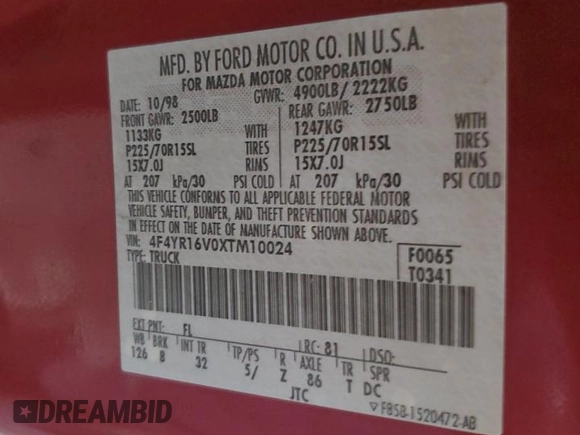 MFD. BY FORD MOTOR CO. IN U.S.A.
FOR MAZDA MOTOR CORPORATION
DATE: 10/98 GVWR: 4900LB/ 2222KG
FRONT GAWR: 2500LB REAR GAWR: 2750LB
1133KG WITH 1247KG WITH
P225/70R15SL TIRES P225/70R15SL TIRES
15X7.0J RIMS 15X7.0J RIMS
AT 207 kPa/30 PSI COLD AT 207 kPa/30 PSI COLD
THIS VEHICLE CONFORMS TO ALL APPLICABLE FEDERAL MOTOR
VEHICLE SAFETY, BUMPER, AND THEFT PREVENTION STANDARDS
IN EFFECT ON THE DATE OF MANUFACTURE SHOWN ABOVE.
VIN: 4F4YR16V0XTM10024 F0065
TYPE: TRUCK T0341
EXT PNT: FL RC: 81 DSO:
WB BRK INT TR TP/PS R AXLE TR SPR
126 B 32 5/ Z 86 T DC
JTC
F85B-1520472-AB
DREAMBID